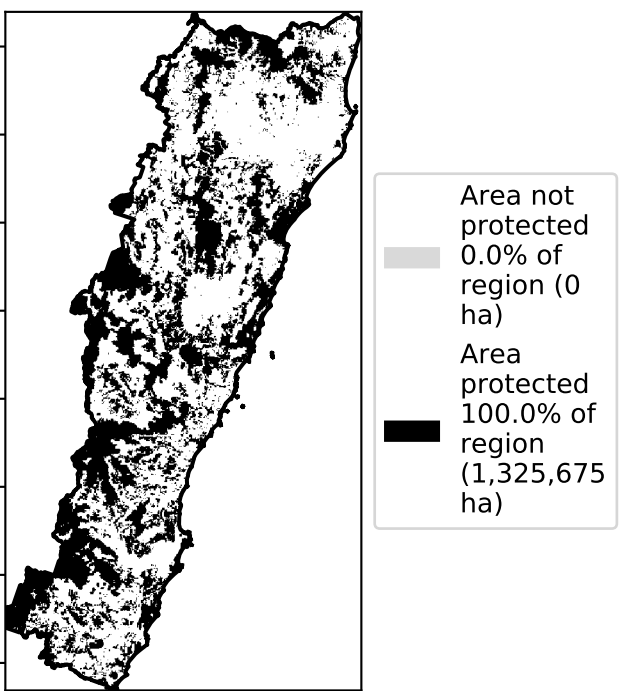 Area not
protected
0.0% of
region (0
ha)
Area
protected
100.0% of
region
(1,325,675
ha)